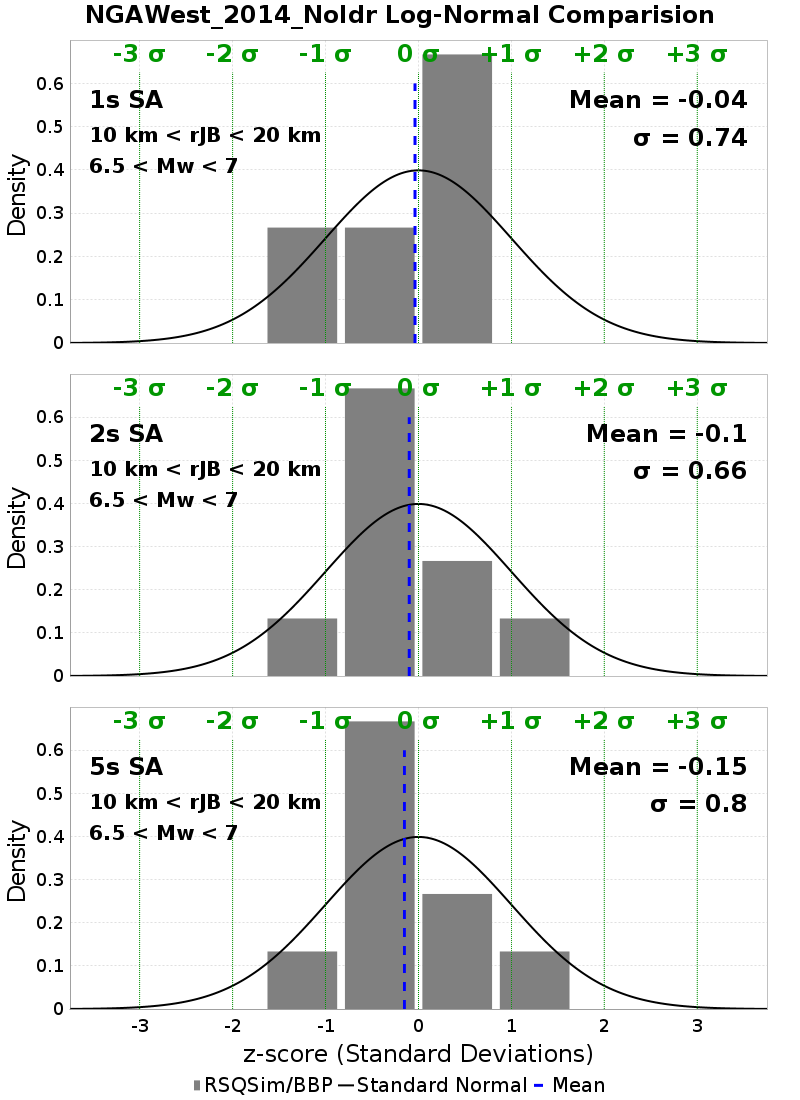 NGAWest_2014_NoIdr Log-Normal Comparision
-3 σ -2 σ -1 σ 0 σ +1 σ +2 σ +3 σ
1s SA
Mean = -0.04
10 km < rJB < 20 km
σ = 0.74
6.5 < Mw < 7
Density
0.6
0.5
0.4
0.3
0.2
0.1
0
-3 σ -2 σ -1 σ 0 σ +1 σ +2 σ +3 σ
2s SA
Mean = -0.1
10 km < rJB < 20 km
σ = 0.66
6.5 < Mw < 7
Density
0.6
0.5
0.4
0.3
0.2
0.1
0
-3 σ -2 σ -1 σ 0 σ +1 σ +2 σ +3 σ
5s SA
Mean = -0.15
10 km < rJB < 20 km
σ = 0.8
6.5 < Mw < 7
Density
0.6
0.5
0.4
0.3
0.2
0.1
0
-3 -2 -1 0 1 2 3
z-score (Standard Deviations)
RSQSim/BBP Standard Normal Mean